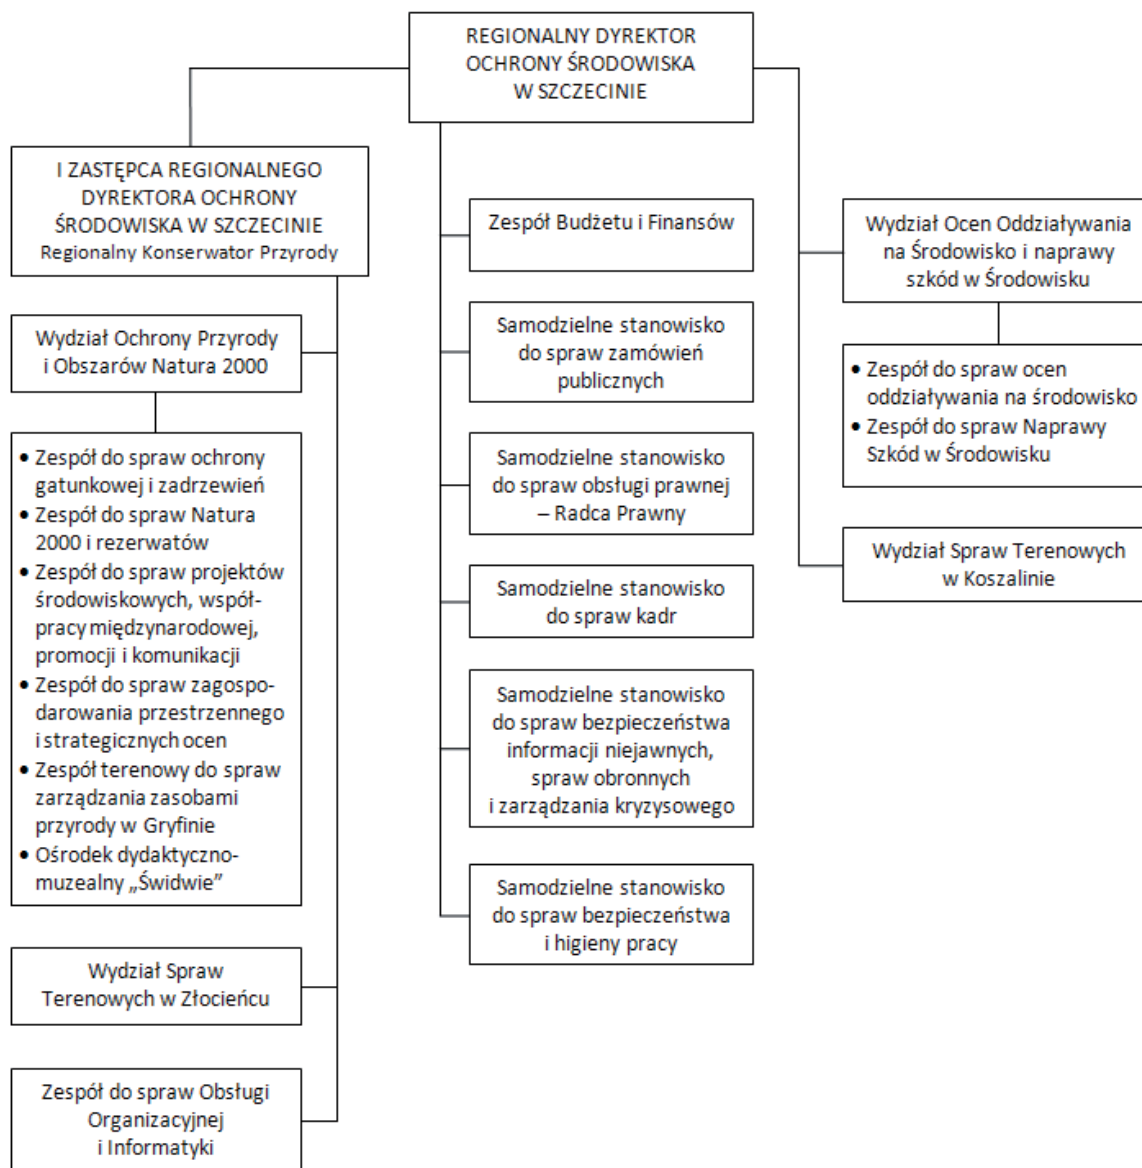 REGIONALNY DYREKTOR
OCHRONY ŚRODOWISKA
W SZCZECINIE
I ZASTĘPCA REGIONALNEGO
DYREKTORA OCHRONY
ŚRODOWISKA W SZCZECINIE
Regionalny Konserwator Przyrody
Wydział Ochrony Przyrody
i Obszarów Natura 2000
• Zespół do spraw ochrony
gatunkowej i zadrzewień
• Zespół do spraw Natura
2000 i rezerwatów
• Zespół do spraw projektów
środowiskowych, współ-
pracy międzynarodowej,
promocji i komunikacji
• Zespół do spraw zagospo-
darowania przestrzennego
i strategicznych ocen
• Zespół terenowy do spraw
zarządzania zasobami
przyrody w Gryfinie
• Ośrodek dydaktyczno-
muzealny „Świdwie”
Wydział Spraw
Terenowych w Złocieńcu
Zespół do spraw Obsługi
Organizacyjnej
i Informatyki
Zespół Budżetu i Finansów
Samodzielne stanowisko
do spraw zamówień
publicznych
Samodzielne stanowisko
do spraw obsługi prawnej
– Radca Prawny
Samodzielne stanowisko
do spraw kadr
Samodzielne stanowisko
do spraw bezpieczeństwa
informacji niejawnych,
spraw obronnych
i zarządzania kryzysowego
Samodzielne stanowisko
do spraw bezpieczeństwa
i higieny pracy
Wydział Ocen Oddziaływania
na Środowisko i naprawy
szkód w Środowisku
• Zespół do spraw ocen
oddziaływania na środowisko
• Zespół do spraw Naprawy
Szkód w Środowisku
Wydział Spraw Terenowych
w Koszalinie